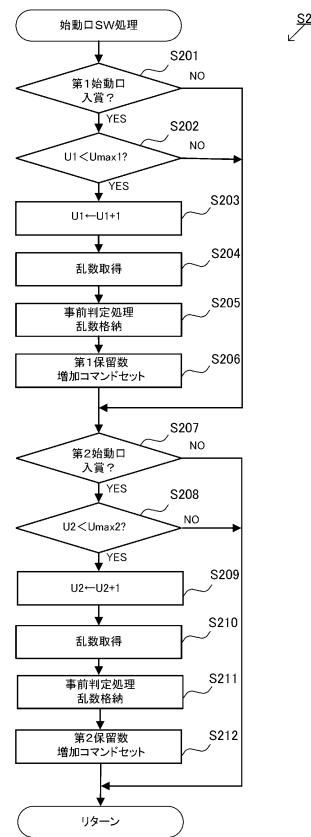 始動口SW処理
S2
S201
第1始動口
入賞?
NO
YES
S202
U1<Umax1?
NO
YES
S203
U1←U1+1
S204
乱数取得
S205
事前判定処理
乱数格納
S206
第1保留数
増加コマンドセット
S207
第2始動口
入賞?
NO
YES
S208
U2<Umax2?
NO
YES
S209
U2←U2+1
S210
乱数取得
S211
事前判定処理
乱数格納
S212
第2保留数
増加コマンドセット
リターン